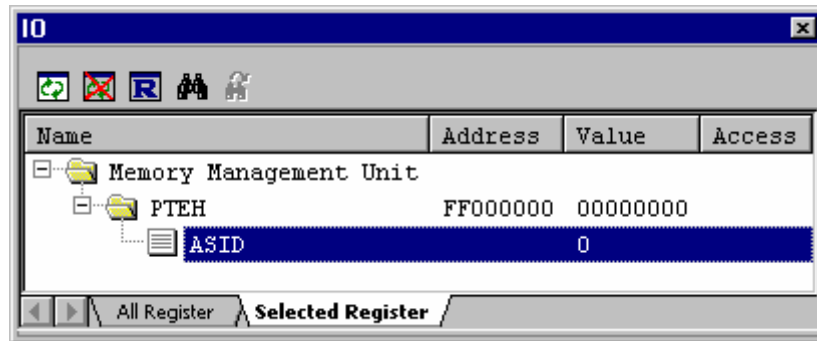 IO
R
Name Address Value Access
Memory Management Unit
PTEH FF000000 00000000
ASID 0
All Register Selected Register